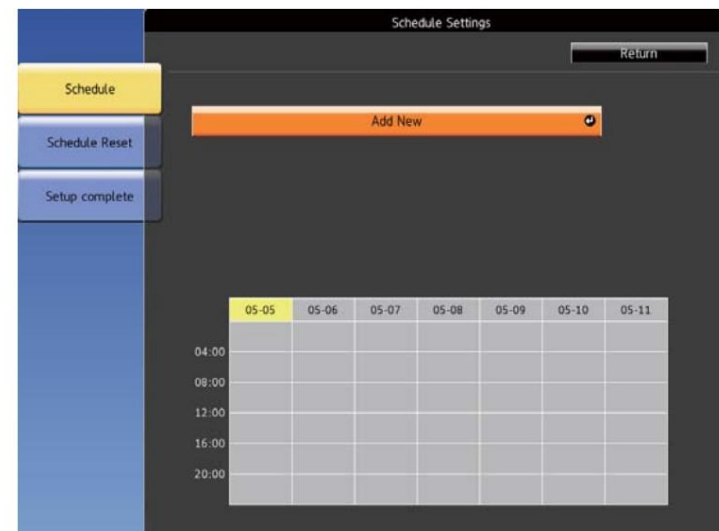 Schedule Settings
Return
Schedule
Schedule Reset
Setup complete
Add New
05-05 05-06 05-07 05-08 05-09 05-10 05-11
04:00
08:00
12:00
16:00
20:00